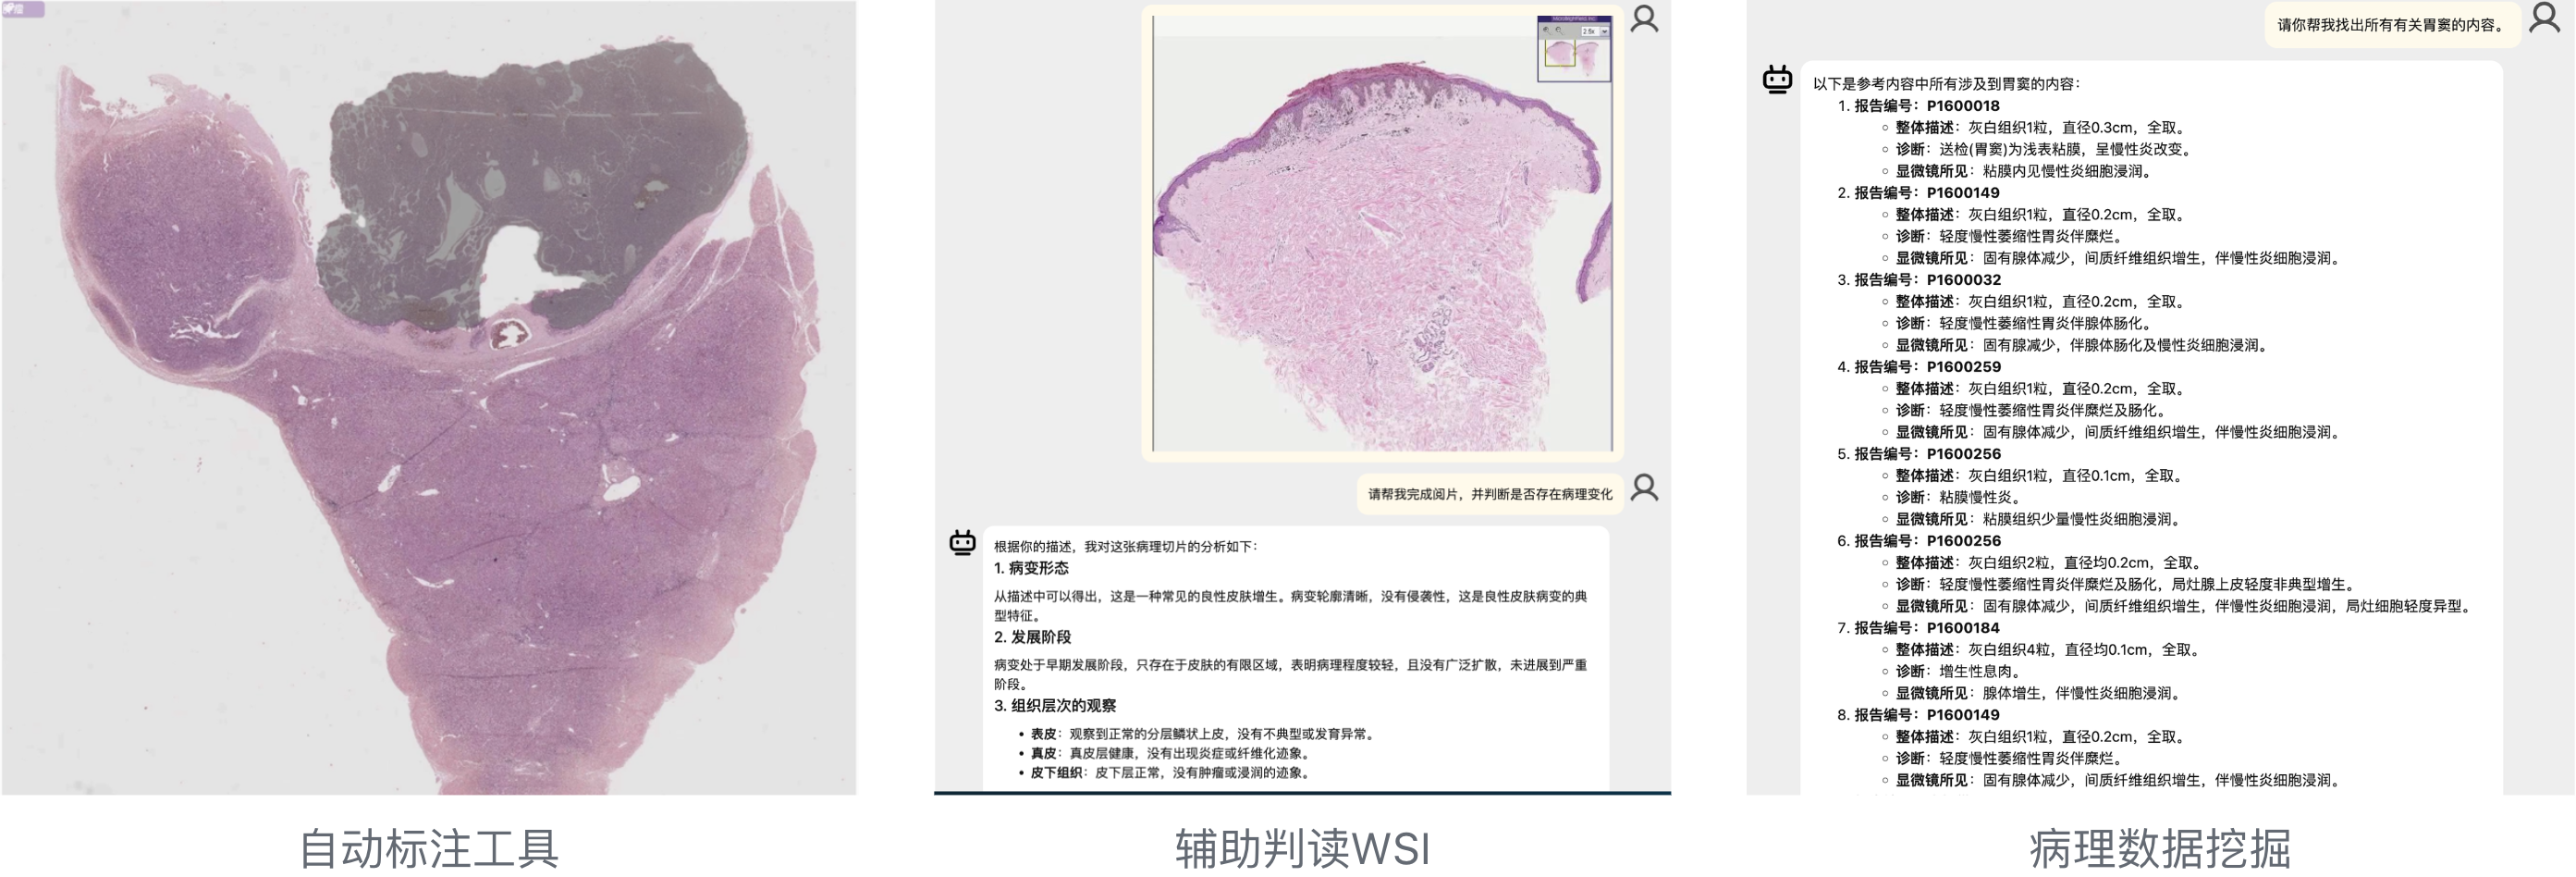 2.5x
请你帮我找出所有有关胃窦的内容。
以下是参考内容中所有涉及到胃窦的内容：
1. 报告编号：P1600018
整体描述：灰白组织1粒，直径0.3cm，全取。
诊断：送检(胃窦)为浅表粘膜，呈慢性炎改变。
显微镜所见：粘膜内见慢性炎细胞浸润。
2. 报告编号：P1600149
整体描述：灰白组织1粒，直径0.2cm，全取。
诊断：轻度慢性萎缩性胃炎伴糜烂。
显微镜所见：固有腺体减少，间质纤维组织增生，伴慢性炎细胞浸润。
3. 报告编号：P1600032
整体描述：灰白组织1粒，直径0.2cm，全取。
诊断：轻度慢性萎缩性胃炎伴腺体肠化。
显微镜所见：固有腺减少，伴腺体肠化及慢性炎细胞浸润。
4. 报告编号：P1600259
整体描述：灰白组织1粒，直径0.2cm，全取。
诊断：轻度慢性萎缩性胃炎伴糜烂及肠化。
显微镜所见：固有腺体减少，间质纤维组织增生，伴慢性炎细胞浸润。
5. 报告编号：P1600256
整体描述：灰白组织1粒，直径0.1cm，全取。
诊断：粘膜慢性炎。
显微镜所见：粘膜组织少量慢性炎细胞浸润。
6. 报告编号：P1600256
整体描述：灰白组织2粒，直径均0.2cm，全取。
诊断：轻度慢性萎缩性胃炎伴糜烂及肠化，局灶腺上皮轻度非典型增生。
显微镜所见：固有腺体减少，间质纤维组织增生，伴慢性炎细胞浸润，局灶细胞轻度异型。
7. 报告编号：P1600184
整体描述：灰白组织4粒，直径均0.1cm，全取。
诊断：增生性息肉。
显微镜所见：腺体增生，伴慢性炎细胞浸润。
8. 报告编号：P1600149
整体描述：灰白组织1粒，直径0.2cm，全取。
诊断：轻度慢性萎缩性胃炎伴糜烂。
显微镜所见：固有腺体减少，间质纤维组织增生，伴慢性炎细胞浸润。
请帮我完成阅片，并判断是否存在病理变化
根据你的描述，我对这张病理切片的分析如下：
1. 病变形态
从描述中可以得出，这是一种常见的良性皮肤增生。病变轮廓清晰，没有侵袭性，这是良性皮肤病变的典
型特征。
2. 发展阶段
病变处于早期发展阶段，只存在于皮肤的有限区域，表明病理程度较轻，且没有广泛扩散，未进展到严重
阶段。
3. 组织层次的观察
表皮：观察到正常的分层鳞状上皮，没有不典型或发育异常。
真皮：真皮层健康，没有出现炎症或纤维化迹象。
皮下组织：皮下层正常，没有肿瘤或浸润的迹象。
自动标注工具
辅助判读WSI
病理数据挖掘